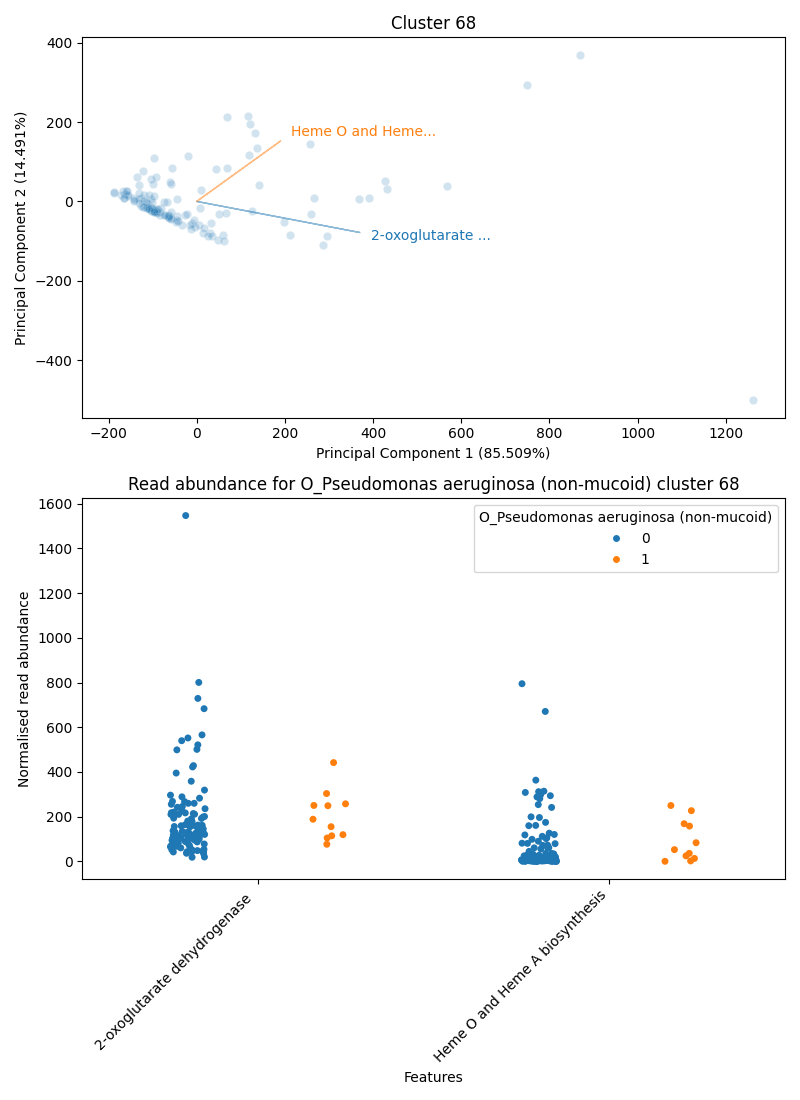 Cluster 68
400
200
0
−200
−400
Principal Component 2 (14.491%)
Heme O and Heme...
2-oxoglutarate ...
−200
0
200
400
600
800
1000
1200
Principal Component 1 (85.509%)
Read abundance for O_Pseudomonas aeruginosa (non-mucoid) cluster 68
1600
1400
1200
1000
800
600
400
200
0
Normalised read abundance
O_Pseudomonas aeruginosa (non-mucoid)
0
1
2-oxoglutarate dehydrogenase
Heme O and Heme A biosynthesis
Features